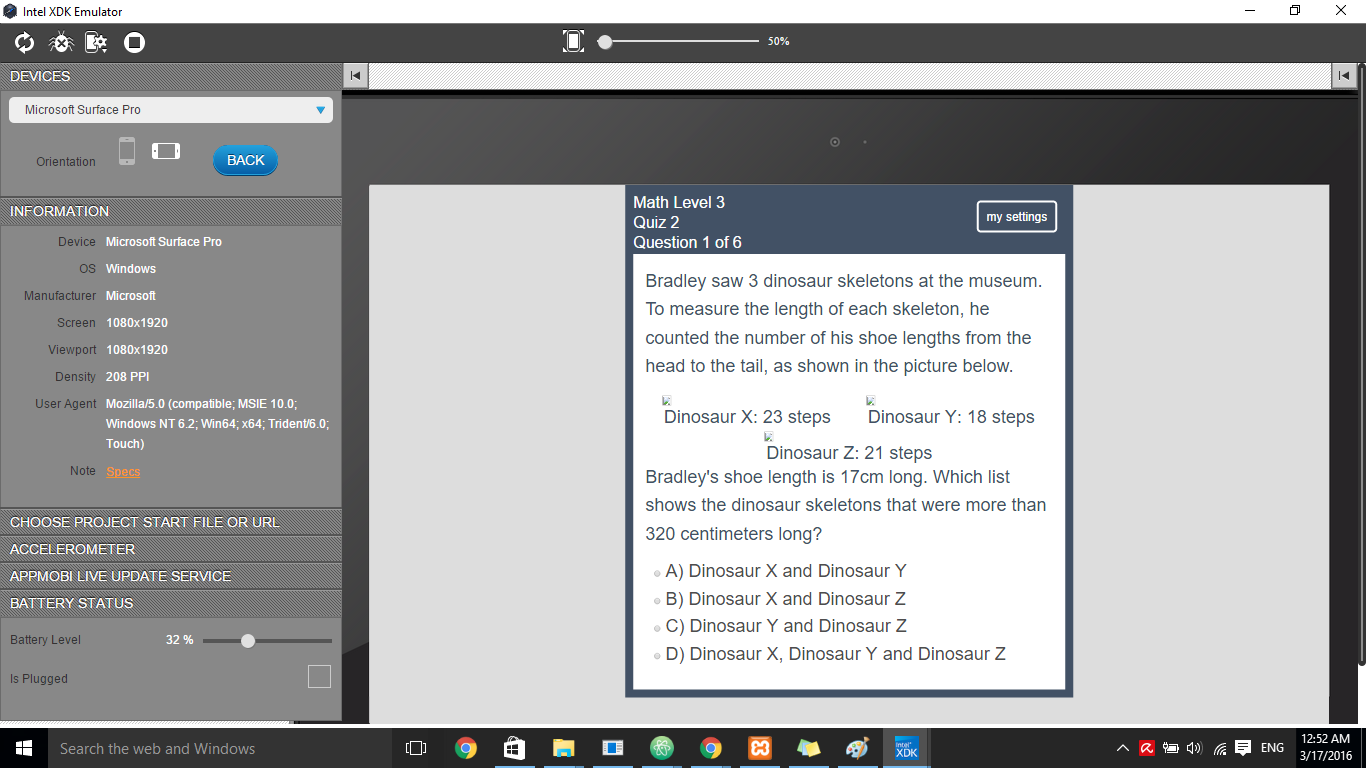 Intel XDK Emulator
50%
DEVICES
Microsoft Surface Pro
Orientation
BACK
INFORMATION
Device Microsoft Surface Pro
OS Windows
Manufacturer Microsoft
Screen 1080x1920
Viewport 1080x1920
Density 208 PPI
User Agent Mozilla/5.0 (compatible; MSIE 10.0;
Windows NT 6.2; Win64; x64; Trident/6.0;
Touch)
Note Specs
CHOOSE PROJECT START FILE OR URL
ACCELEROMETER
APPMOBI LIVE UPDATE SERVICE
BATTERY STATUS
Battery Level 32 %
Is Plugged
Math Level 3
Quiz 2
Question 1 of 6
my settings
Bradley saw 3 dinosaur skeletons at the museum.
To measure the length of each skeleton, he
counted the number of his shoe lengths from the
head to the tail, as shown in the picture below.
Dinosaur X: 23 steps Dinosaur Y: 18 steps
Dinosaur Z: 21 steps
Bradley's shoe length is 17cm long. Which list
shows the dinosaur skeletons that were more than
320 centimeters long?
A) Dinosaur X and Dinosaur Y
B) Dinosaur X and Dinosaur Z
C) Dinosaur Y and Dinosaur Z
D) Dinosaur X, Dinosaur Y and Dinosaur Z
Search the web and Windows
intel XDK
ENG
12:52 AM
3/17/2016